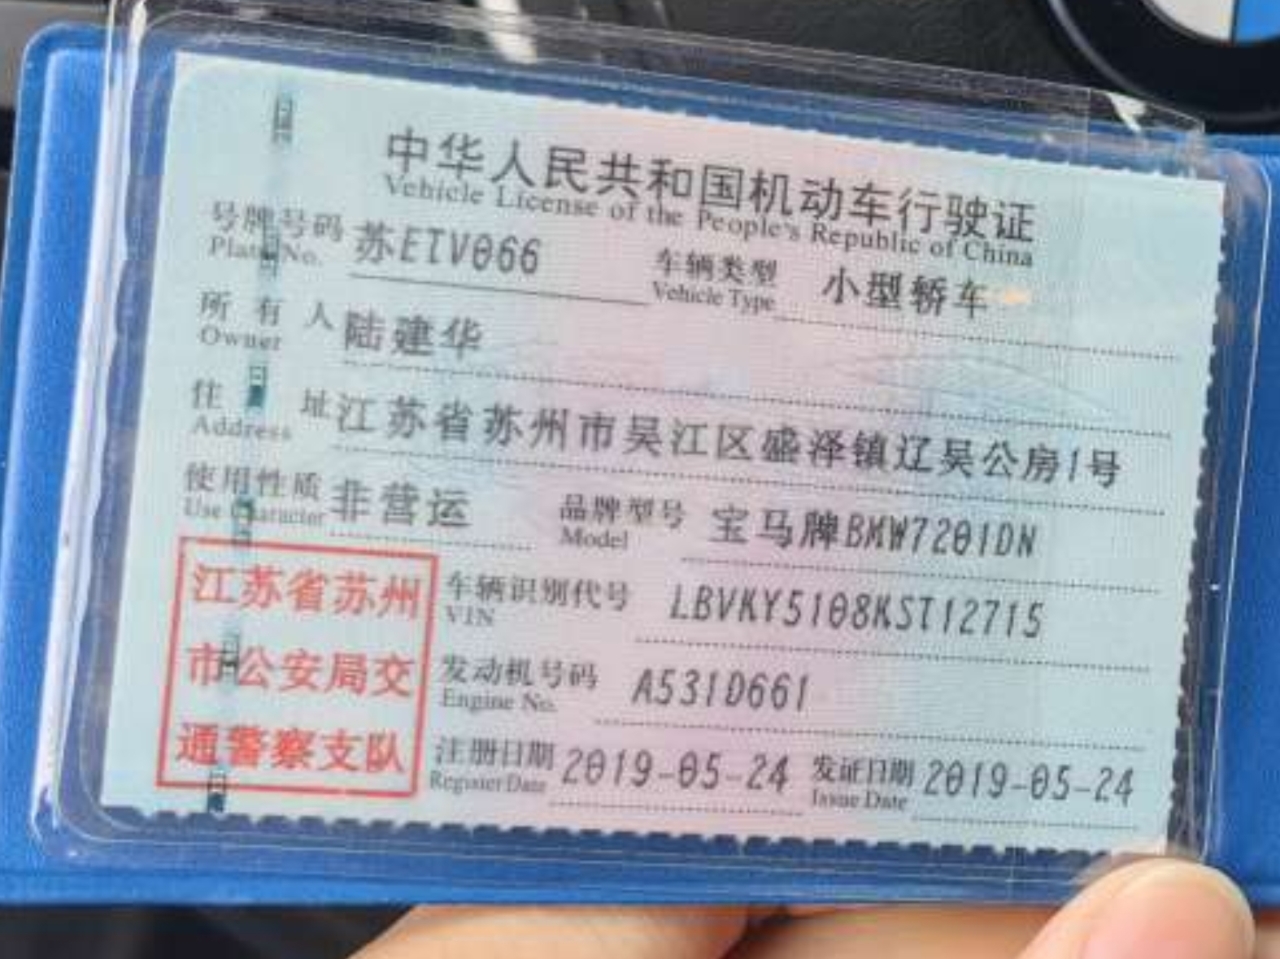 中华人民共和国机动车行驶证
Vehicle License of the People's Republic of China
号牌号码 苏ETV066 车辆类型 小型轿车
Plate No. Vehicle Type
所有人 陆建华
Owner
住址 江苏省苏州市吴江区盛泽镇辽吴公房1号
Address
使用性质 非营运 品牌型号 宝马牌BMW7201DN
Use Character Model
江苏省苏州
市公安局交
通警察支队
车辆识别代号 LBVKY5108KST12715
VIN
发动机号码 A531D661
Engine No.
注册日期 2019-05-24 发证日期 2019-05-24
Register Date Issue Date